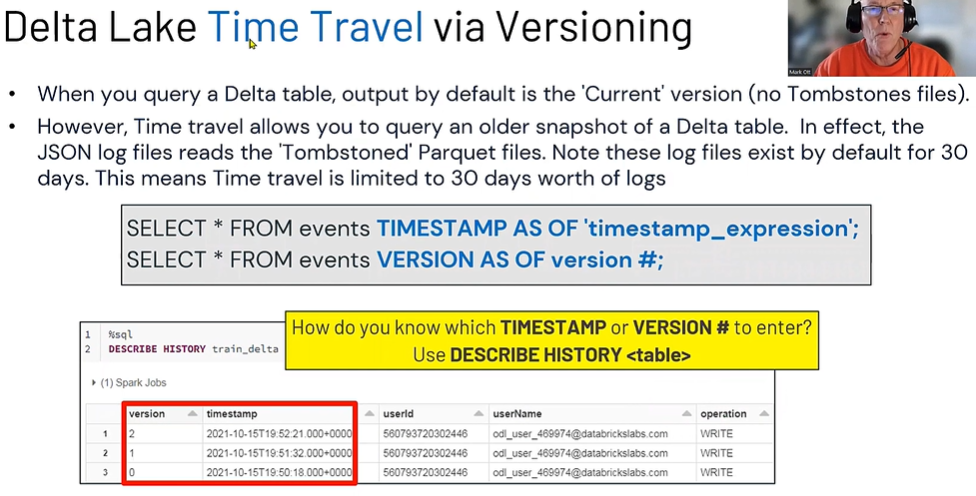 Delta Lake Time Travel via Versioning
Mark Ott
• When you query a Delta table, output by default is the 'Current' version (no Tombstones files).
• However, Time travel allows you to query an older snapshot of a Delta table. In effect, the
JSON log files reads the 'Tombstoned' Parquet files. Note these log files exist by default for 30
days. This means Time travel is limited to 30 days worth of logs
SELECT * FROM events TIMESTAMP AS OF 'timestamp_expression';
SELECT * FROM events VERSION AS OF version #;
How do you know which TIMESTAMP or VERSION # to enter?
Use DESCRIBE HISTORY <table>
1 %sql
2 DESCRIBE HISTORY train_delta
(1) Spark Jobs
version timestamp userId userName operation
1 2 2021-10-15T19:52:21.000+0000 560793720302446 odl_user_469974@databrickslabs.com WRITE
2 1 2021-10-15T19:51:32.000+0000 560793720302446 odl_user_469974@databrickslabs.com WRITE
3 0 2021-10-15T19:50:18.000+0000 560793720302446 odl_user_469974@databrickslabs.com WRITE